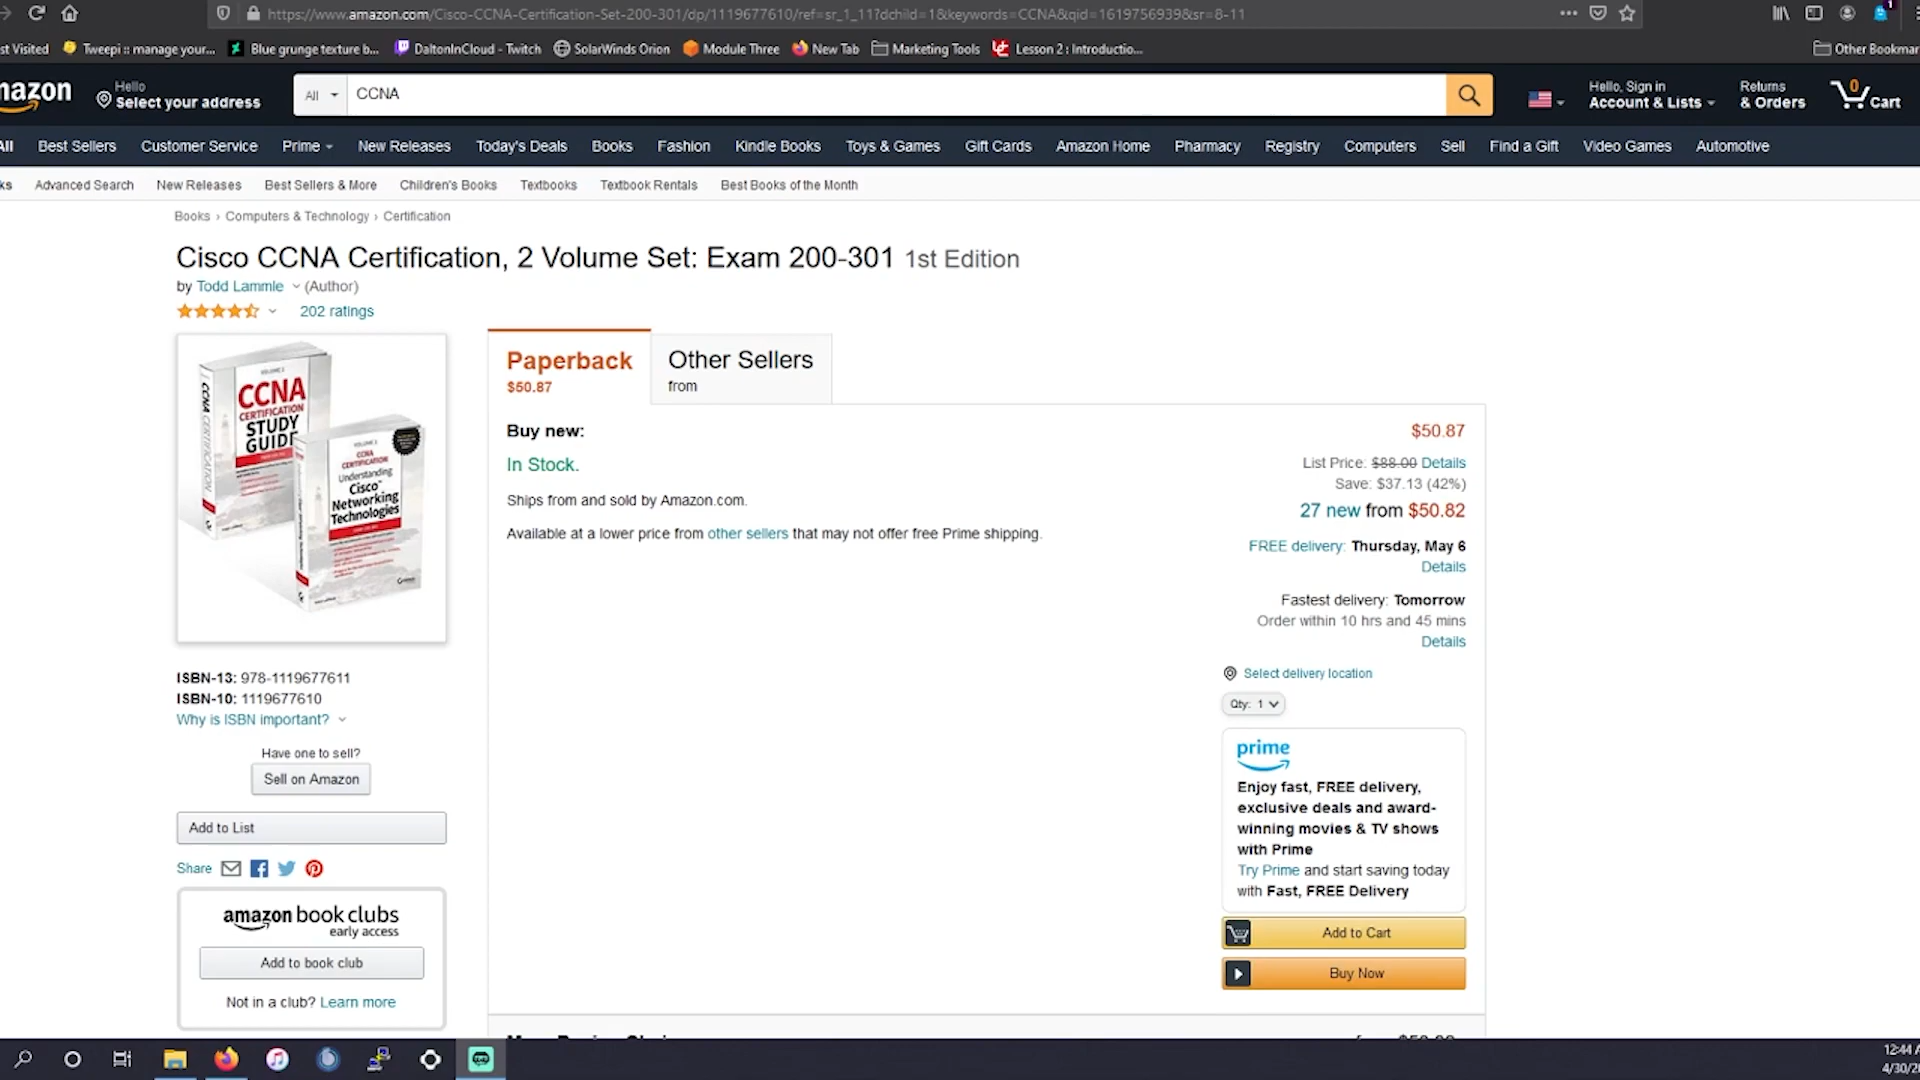 https://www.amazon.com/Cisco-CCNA-Certification-Set-200-301/dp/1119677610/ref=sr_1_11?dchild=1&keywords=CCNA&qid=1619756939&sr=8-11
st Visited Tweepi :: manage your... Blue grunge texture b... DaltonInCloud - Twitch SolarWinds Orion Module Three New Tab Marketing Tools Lesson 2 : Introductio... Other Bookmar
mazon Hello
Select your address
All CCNA
Hello, Sign in
Account & Lists
Returns
& Orders
0
Cart
All Best Sellers Customer Service Prime New Releases Today's Deals Books Fashion Kindle Books Toys & Games Gift Cards Amazon Home Pharmacy Registry Computers Sell Find a Gift Video Games Automotive
ks Advanced Search New Releases Best Sellers & More Children's Books Textbooks Textbook Rentals Best Books of the Month
Books › Computers & Technology › Certification
Cisco CCNA Certification, 2 Volume Set: Exam 200-301 1st Edition
by Todd Lammle (Author)
202 ratings
CCNA
CERTIFICATION
STUDY
GUIDE
CCNA CERTIFICATION
VOLUME 2
CCNA
CERTIFICATION
Understanding
Cisco
Networking
Technologies
Paperback
$50.87
Other Sellers
from
Buy new:
In Stock.
Ships from and sold by Amazon.com.
Available at a lower price from other sellers that may not offer free Prime shipping.
$50.87
List Price: $88.00 Details
Save: $37.13 (42%)
27 new from $50.82
FREE delivery: Thursday, May 6
Details
Fastest delivery: Tomorrow
Order within 10 hrs and 45 mins
Details
Select delivery location
Qty: 1
prime
Enjoy fast, FREE delivery,
exclusive deals and award-
winning movies & TV shows
with Prime
Try Prime and start saving today
with Fast, FREE Delivery
Add to Cart
Buy Now
ISBN-13: 978-1119677611
ISBN-10: 1119677610
Why is ISBN important?
Have one to sell?
Sell on Amazon
Add to List
Share
amazon book clubs
early access
Add to book club
Not in a club? Learn more
12:44 A
4/30/2